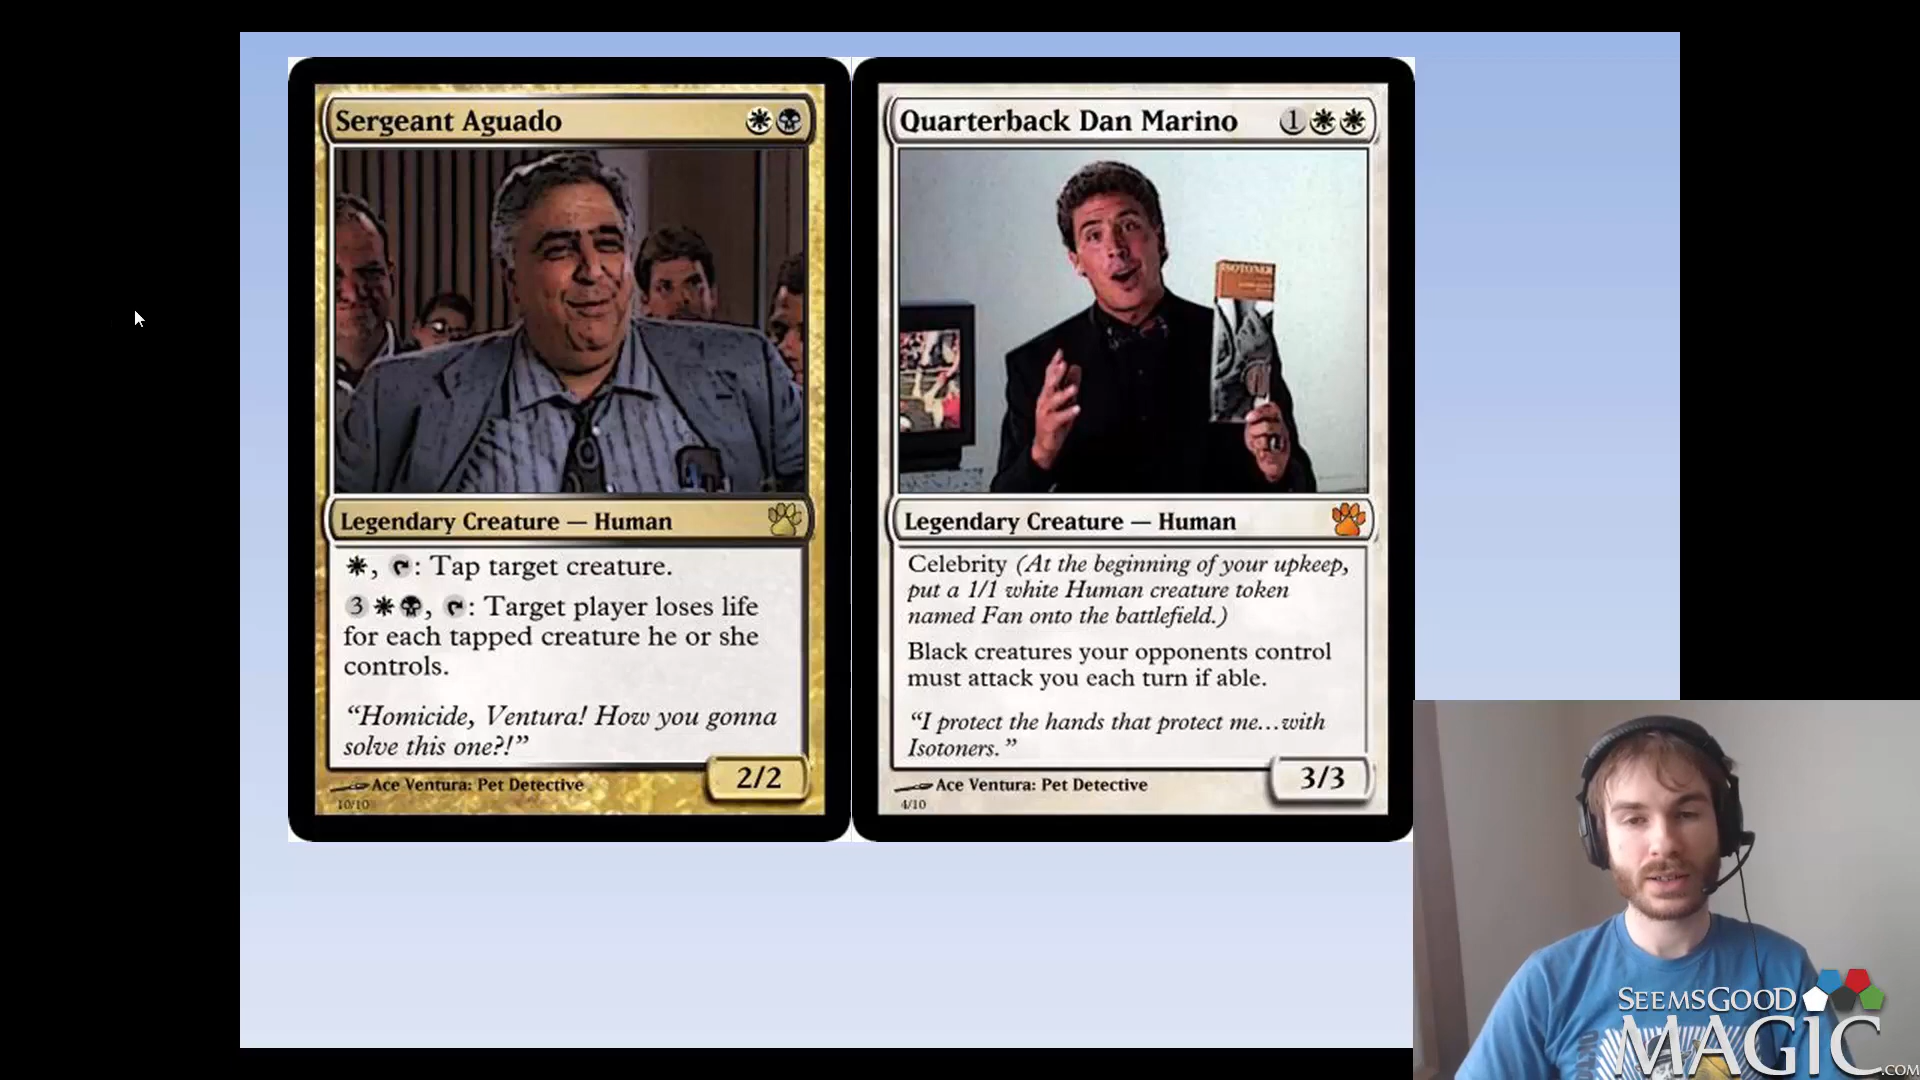 Sergeant Aguado
Legendary Creature — Human
, : Tap target creature.
3 , : Target player loses life
for each tapped creature he or she
controls.
“Homicide, Ventura! How you gonna
solve this one?!”
Ace Ventura: Pet Detective
2/2
10/10
Quarterback Dan Marino
1
ISOTONER
Legendary Creature — Human
Celebrity (At the beginning of your upkeep,
put a 1/1 white Human creature token
named Fan onto the battlefield.)
Black creatures your opponents control
must attack you each turn if able.
“I protect the hands that protect me...with
Isotoners.”
Ace Ventura: Pet Detective
3/3
4/10
SEEMSGOOD
MAGIC
.COM